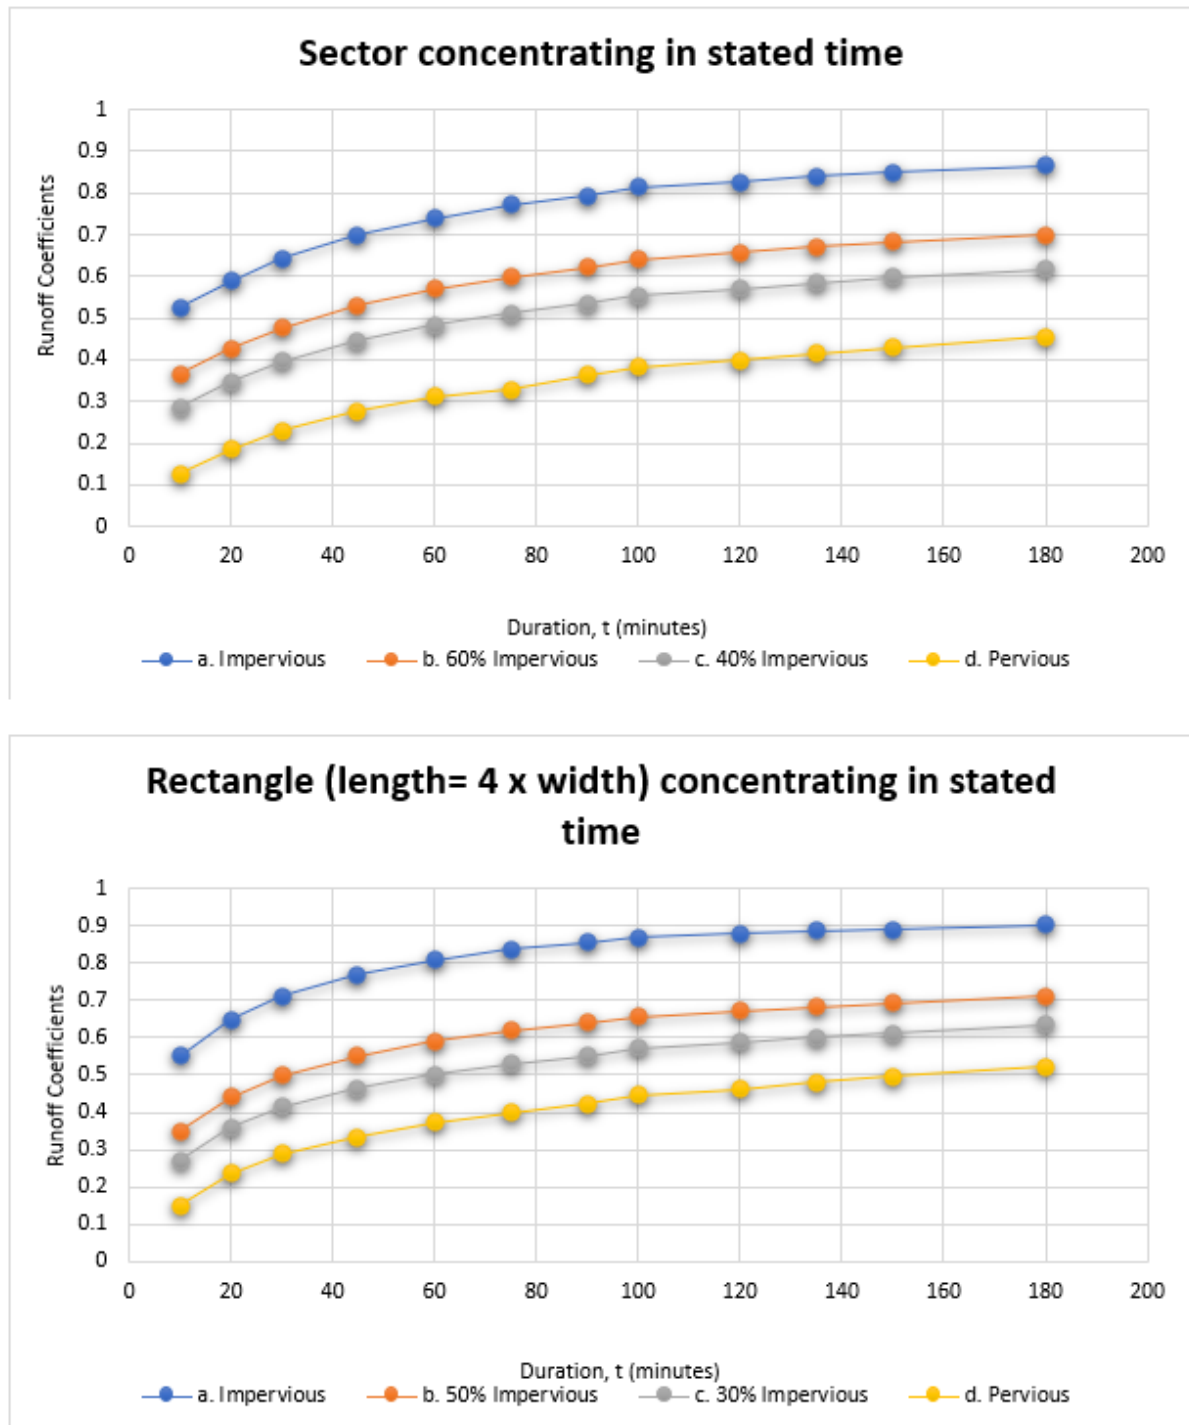 Sector concentrating in stated time
1
0.9
0.8
0.7
0.6
0.5
0.4
0.3
0.2
0.1
0
Runoff Coefficients
0 20 40 60 80 100 120 140 160 180 200
Duration, t (minutes)
a. Impervious b. 60% Impervious c. 40% Impervious d. Pervious
Rectangle (length= 4 x width) concentrating in stated
time
1
0.9
0.8
0.7
0.6
0.5
0.4
0.3
0.2
0.1
0
Runoff Coefficients
0 20 40 60 80 100 120 140 160 180 200
Duration, t (minutes)
a. Impervious b. 50% Impervious c. 30% Impervious d. Pervious